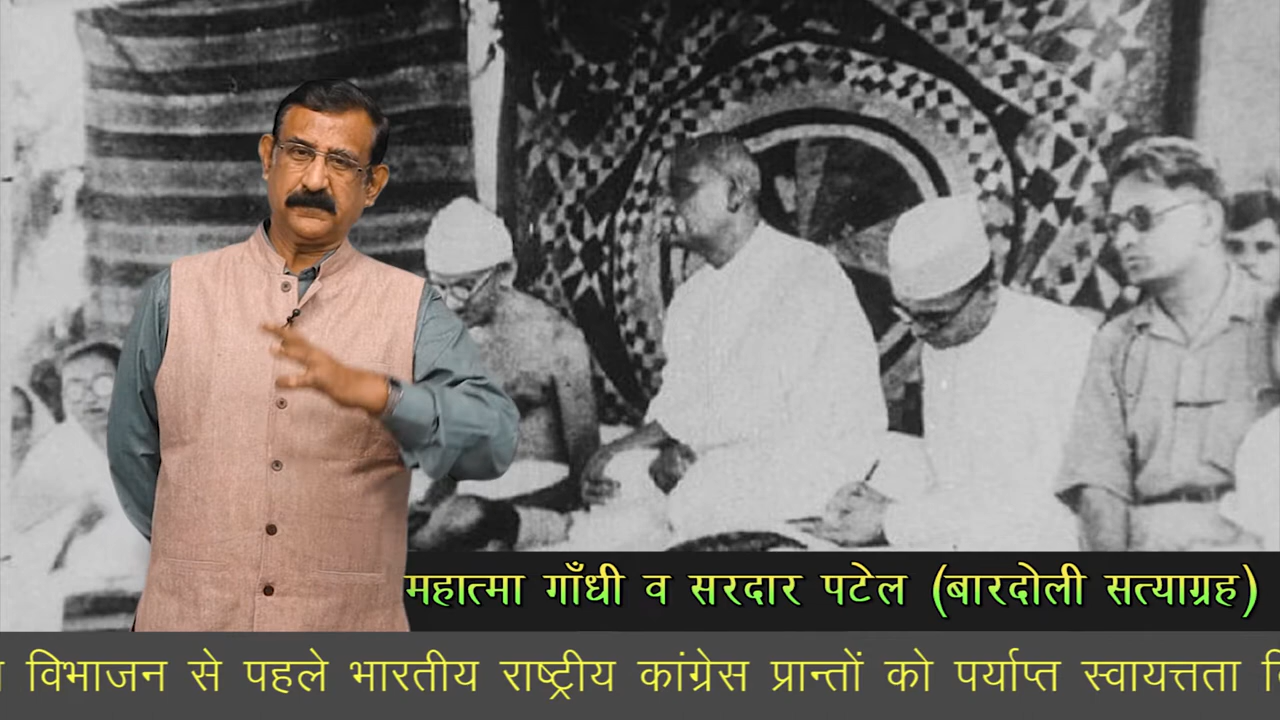 महात्मा गाँधी व सरदार पटेल (बारदोली सत्याग्रह)
विभाजन से पहले भारतीय राष्ट्रीय कांग्रेस प्रान्तों को पर्याप्त स्वायत्तता